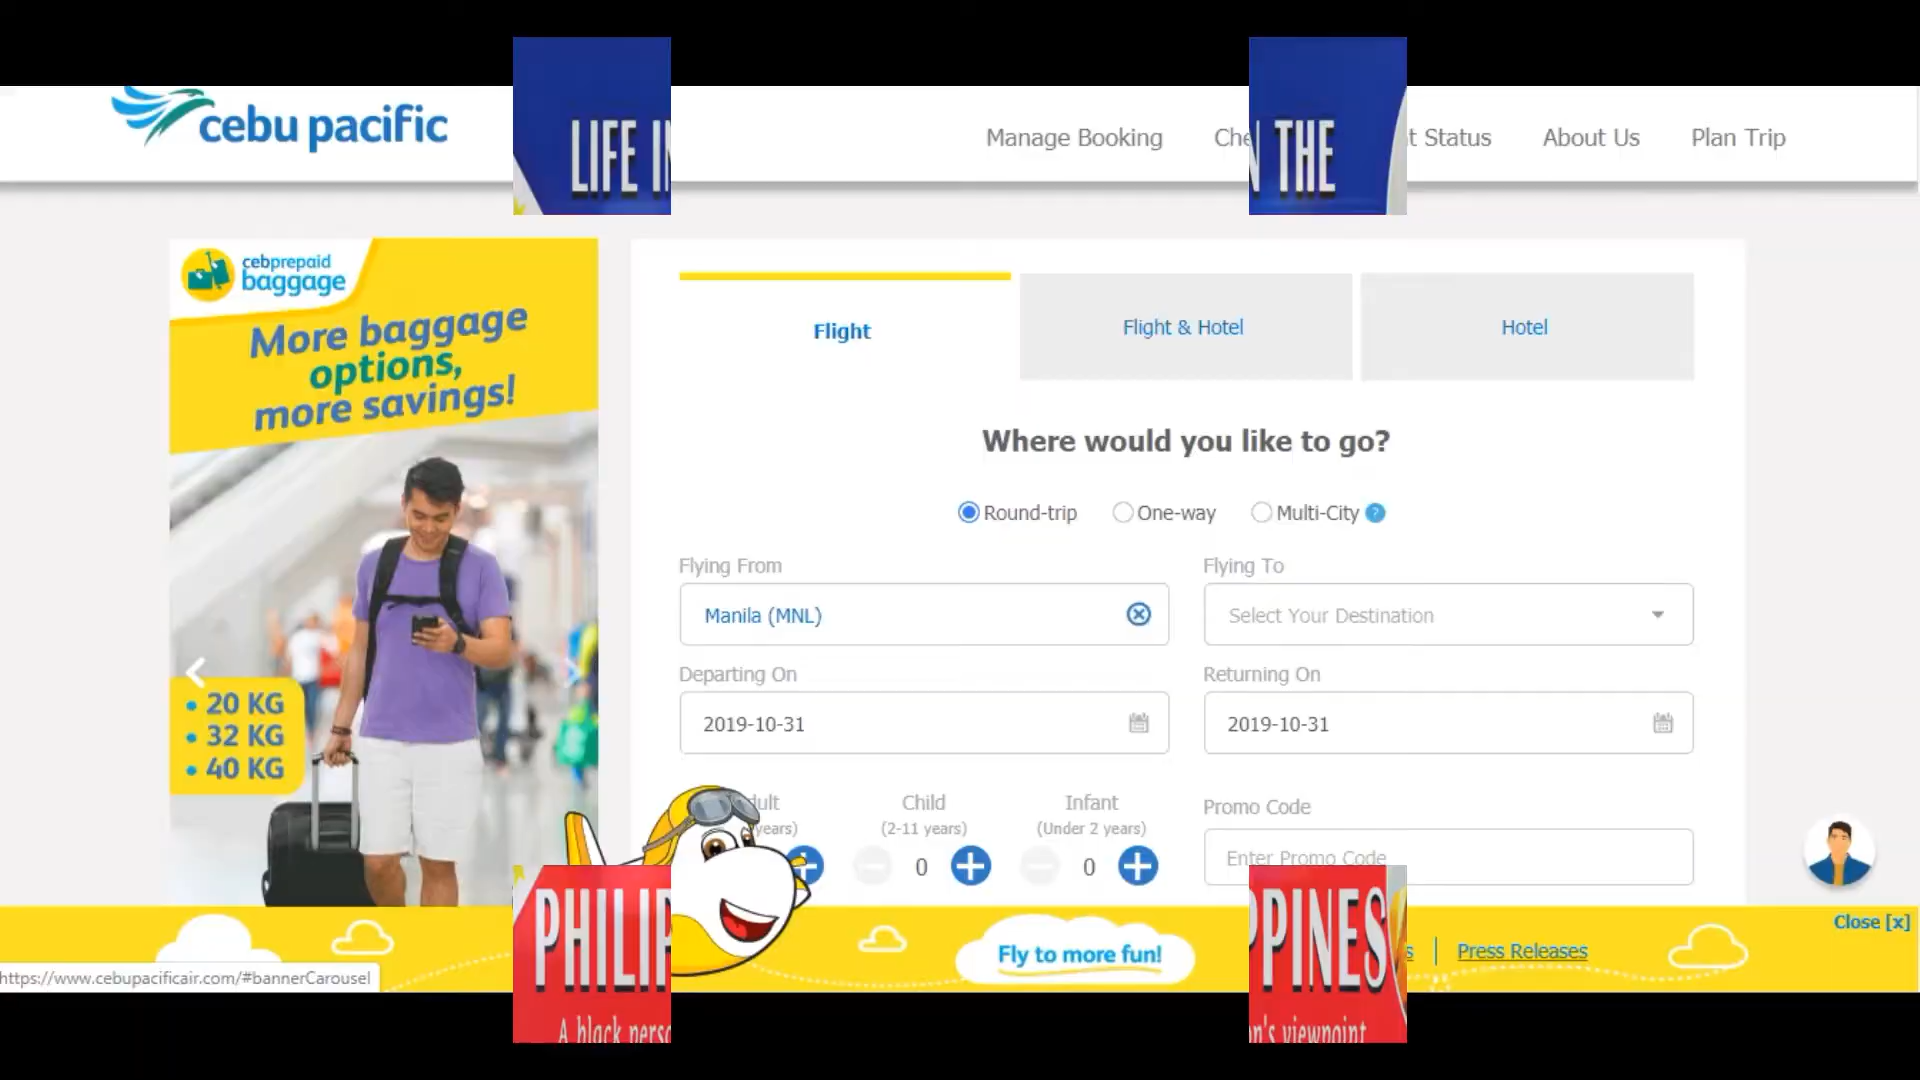 cebu pacific
LIFE IN
Manage Booking
N THE
t Status
About Us
Plan Trip
cebprepaid
baggage
More baggage
options,
more savings!
• 20 KG
• 32 KG
• 40 KG
Flight
Flight & Hotel
Hotel
Where would you like to go?
Round-trip
One-way
Multi-City ?
Flying From
Flying To
Manila (MNL)
Select Your Destination
Departing On
Returning On
2019-10-31
2019-10-31
Child
(2-11 years)
0
Infant
(Under 2 years)
0
years)
Promo Code
Enter Promo Code
PHILIP
A black perso
PPINES
n's viewpoint
Fly to more fun!
Press Releases
Close [x]
https://www.cebupacificair.com/#bannerCarousel